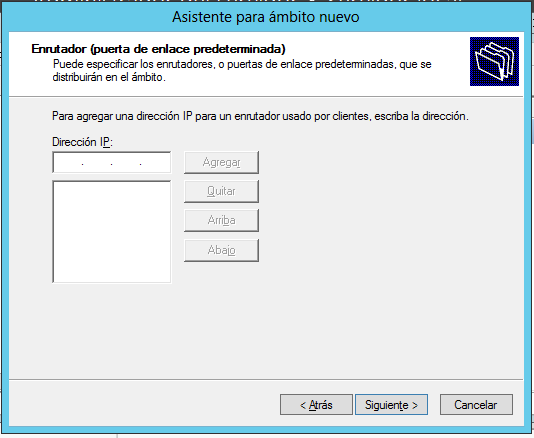 Asistente para ámbito nuevo
Enrutador (puerta de enlace predeterminada)
Puede especificar los enrutadores, o puertas de enlace predeterminadas, que se
distribuirán en el ámbito.
Para agregar una dirección IP para un enrutador usado por clientes, escriba la dirección.
Dirección IP:
. . .
Agregar
Quitar
Arriba
Abajo
< Atrás
Siguiente >
Cancelar